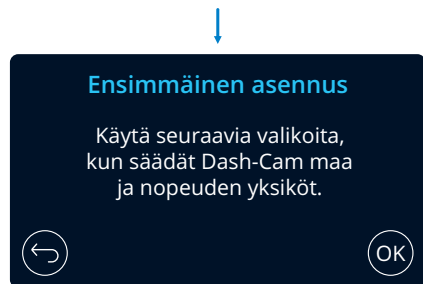 Ensimmäinen asennus
Käytä seuraavia valikoita,
kun säädät Dash-Cam maa
ja nopeuden yksiköt.
OK